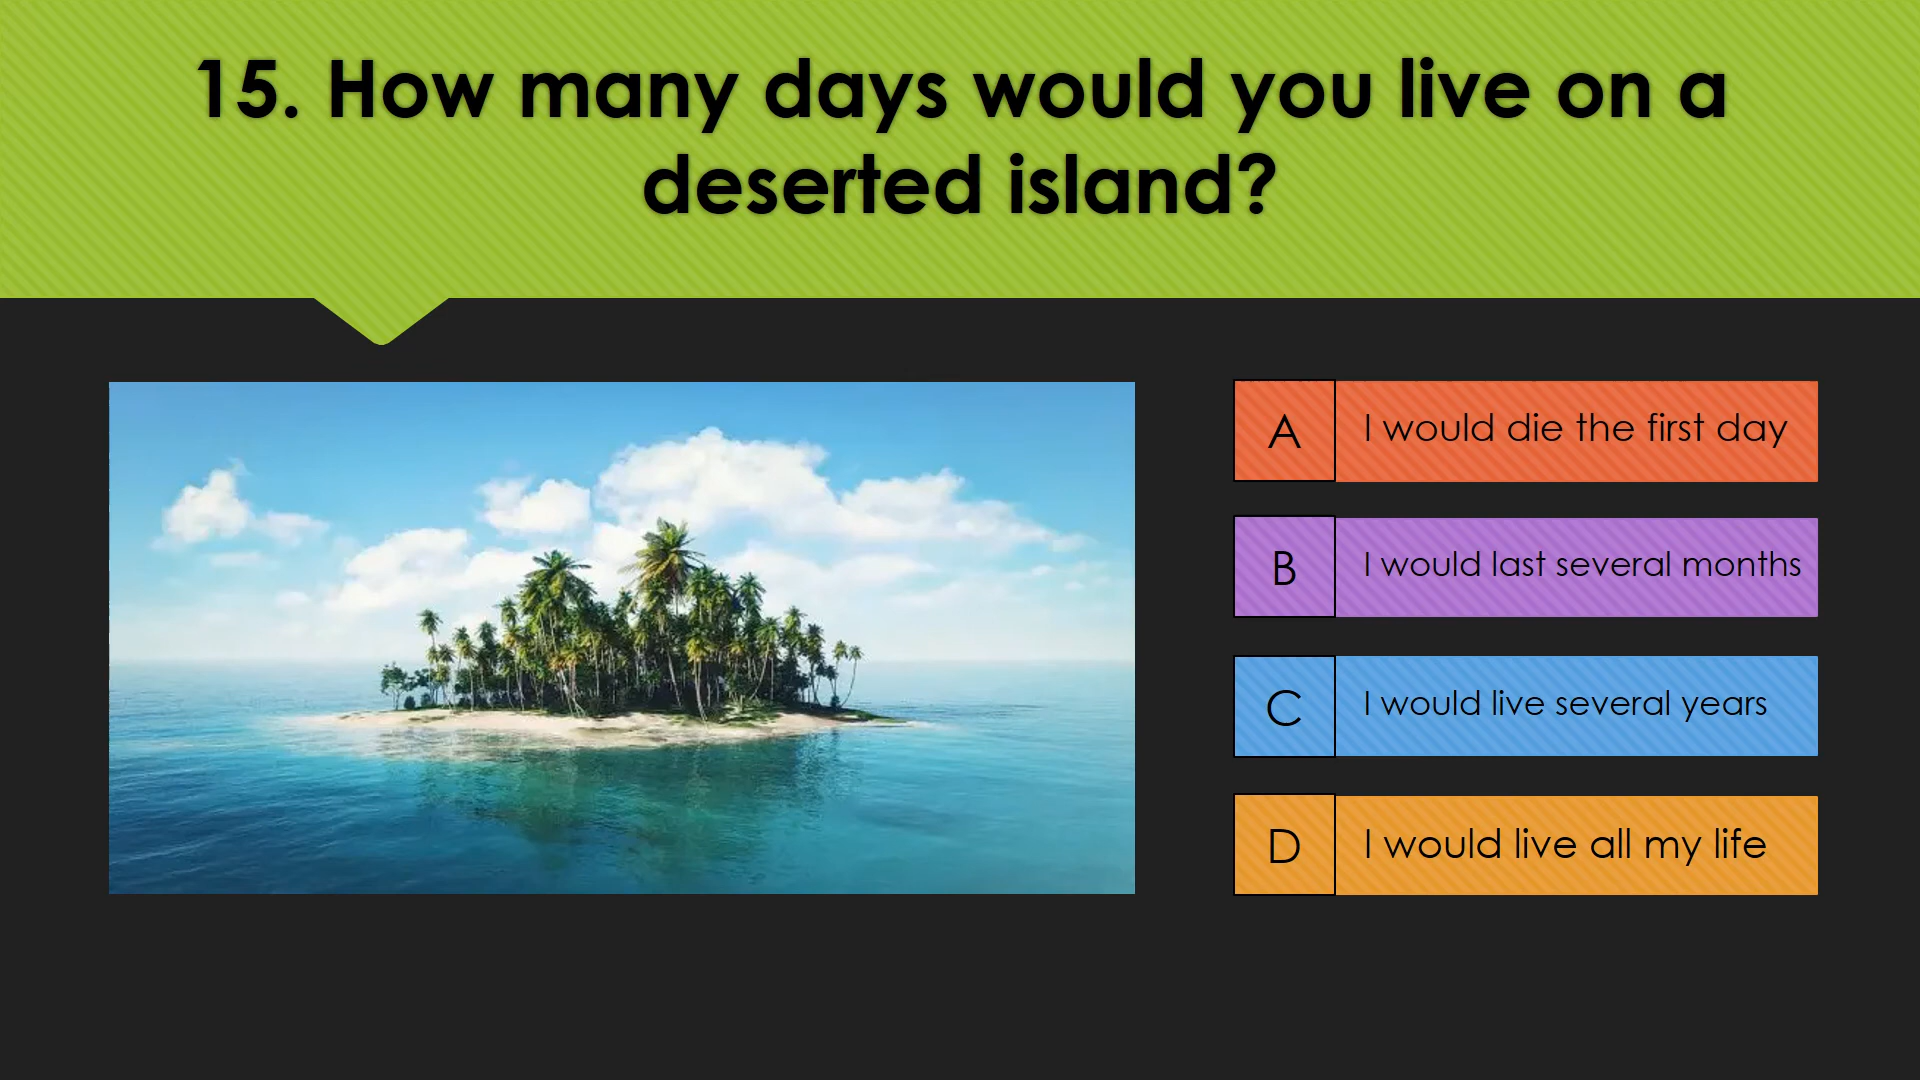 15. How many days would you live on a
deserted island?
A
I would die the first day
B
I would last several months
C
I would live several years
D
I would live all my life